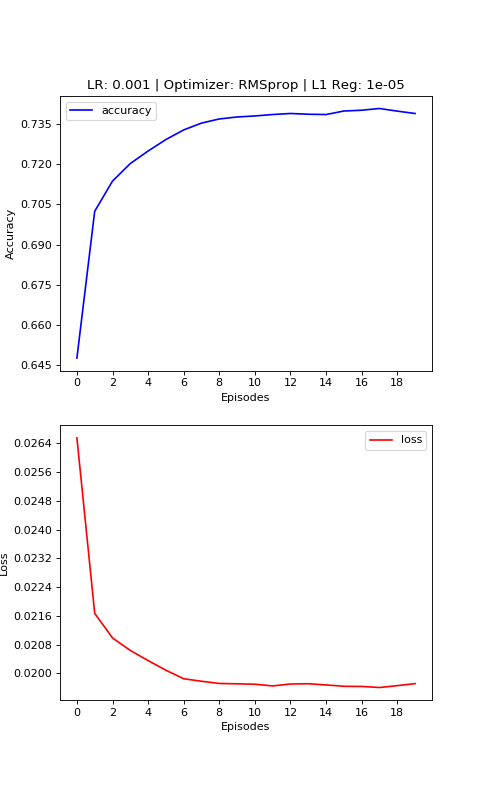 LR: 0.001 | Optimizer: RMSprop | L1 Reg: 1e-05
accuracy
0.735
0.720
0.705
0.690
0.675
0.660
0.645
Accuracy
0 2 4 6 8 10 12 14 16 18
Episodes
loss
0.0264
0.0256
0.0248
0.0240
0.0232
0.0224
0.0216
0.0208
0.0200
Loss
0 2 4 6 8 10 12 14 16 18
Episodes